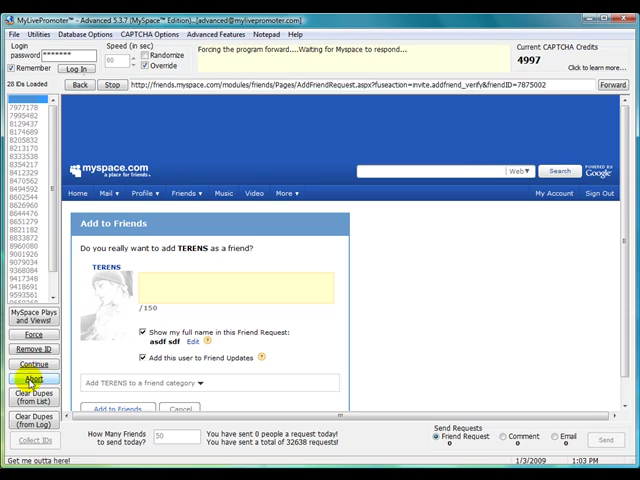 MyLivePromoter™ - Advanced 5.3.7 (MySpace™ Edition)...[advanced@mylivepromoter.com]
File Utilities Database Options CAPTCHA Options Advanced Features Notepad Help
Login
password ********
Remember Log In
Speed (in sec)
60
Randomize
Override
Forcing the program forward....Waiting for Myspace to respond...
Current CAPTCHA Credits
4997
Click to learn more...
28 IDs Loaded
Back Stop http://friends.myspace.com/modules/friends/Pages/AddFriendRequest.aspx?fuseaction=invite.addfriend_verify&friendID=7875002 Forward
7977178
7995482
8129437
8174689
8205832
8213170
8333538
8354217
8412329
8470562
8494592
8602544
8626960
8644476
8651279
8821182
8833872
8960080
9001926
9079034
9368084
9417348
9418691
9593561
myspace.com
a place for friends
Web Search
POWERED BY
Google
Home Mail Profile Friends Music Video More My Account Sign Out
Add to Friends
Do you really want to add TERENS as a friend?
TERENS
/150
Show my full name in this Friend Request:
asdf sdf Edit ?
Add this user to Friend Updates ?
Add TERENS to a friend category
Add to Friends Cancel
MySpace Plays
and Views!
Force
Remove ID
Continue
Abort
Clear Dupes
(from List)
Clear Dupes
(from Log)
Collect IDs
How Many Friends
to send today?
50
You have sent 0 people a request today!
You have sent a total of 32638 requests!
Send Requests
Friend Request
0
Comment
0
Email
0
Send
Get me outta here!
1/3/2009 1:03 PM